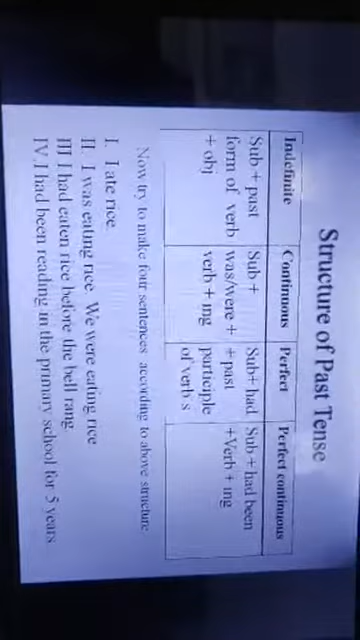 Structure of Past Tense
Indefinite Continuous Perfect Perfect continuous
Sub + past form of verb + obj
Sub + was/were + verb + ing
Sub+ had + past participle of verb's
Sub + had been +Verb + ing
Now try to make four sentences according to above structure
I. I ate rice.
II. I was eating rice We were eating rice
III I had eaten rice before the bell rang
IV. I had been reading in the primary school for 5 years